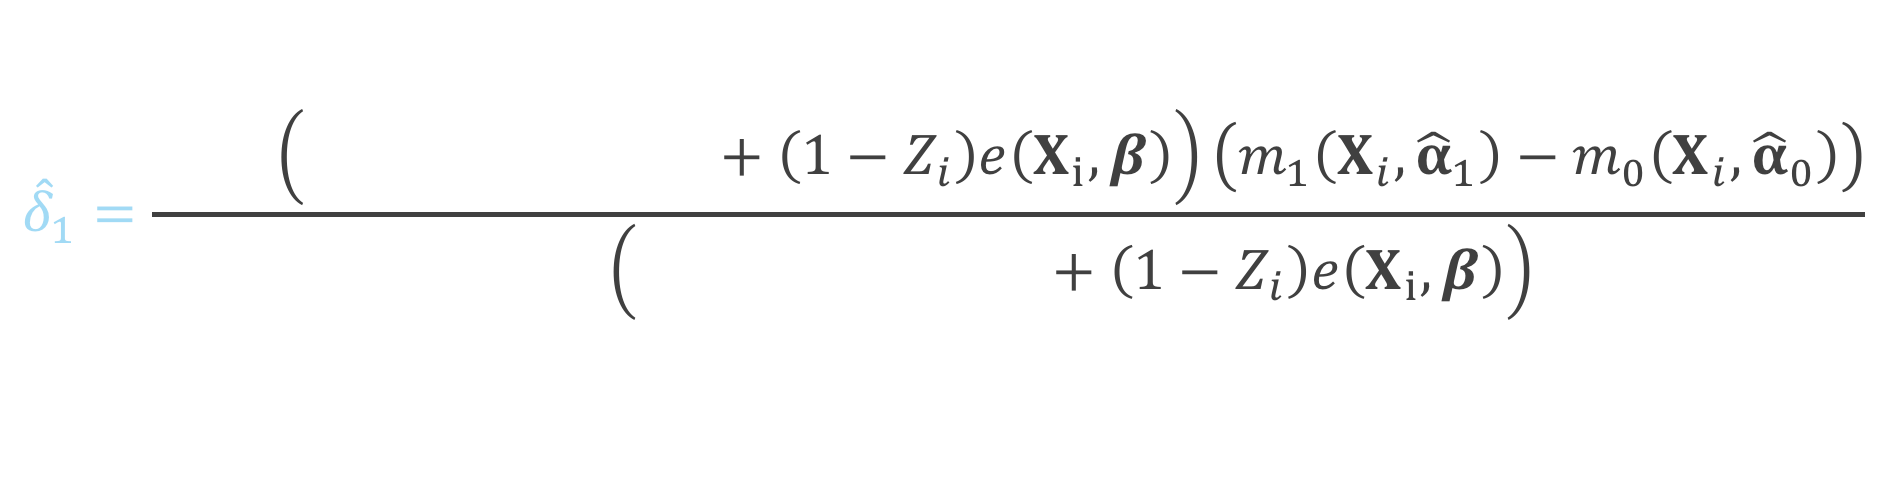 ( + (1 − Zᵢ)e(𝐗ᵢ, 𝜷))(m₁(𝐗ᵢ, 𝛂̂₁) − m₀(𝐗ᵢ, 𝛂̂₀))
δ̂₁ =
( + (1 − Zᵢ)e(𝐗ᵢ, 𝜷))